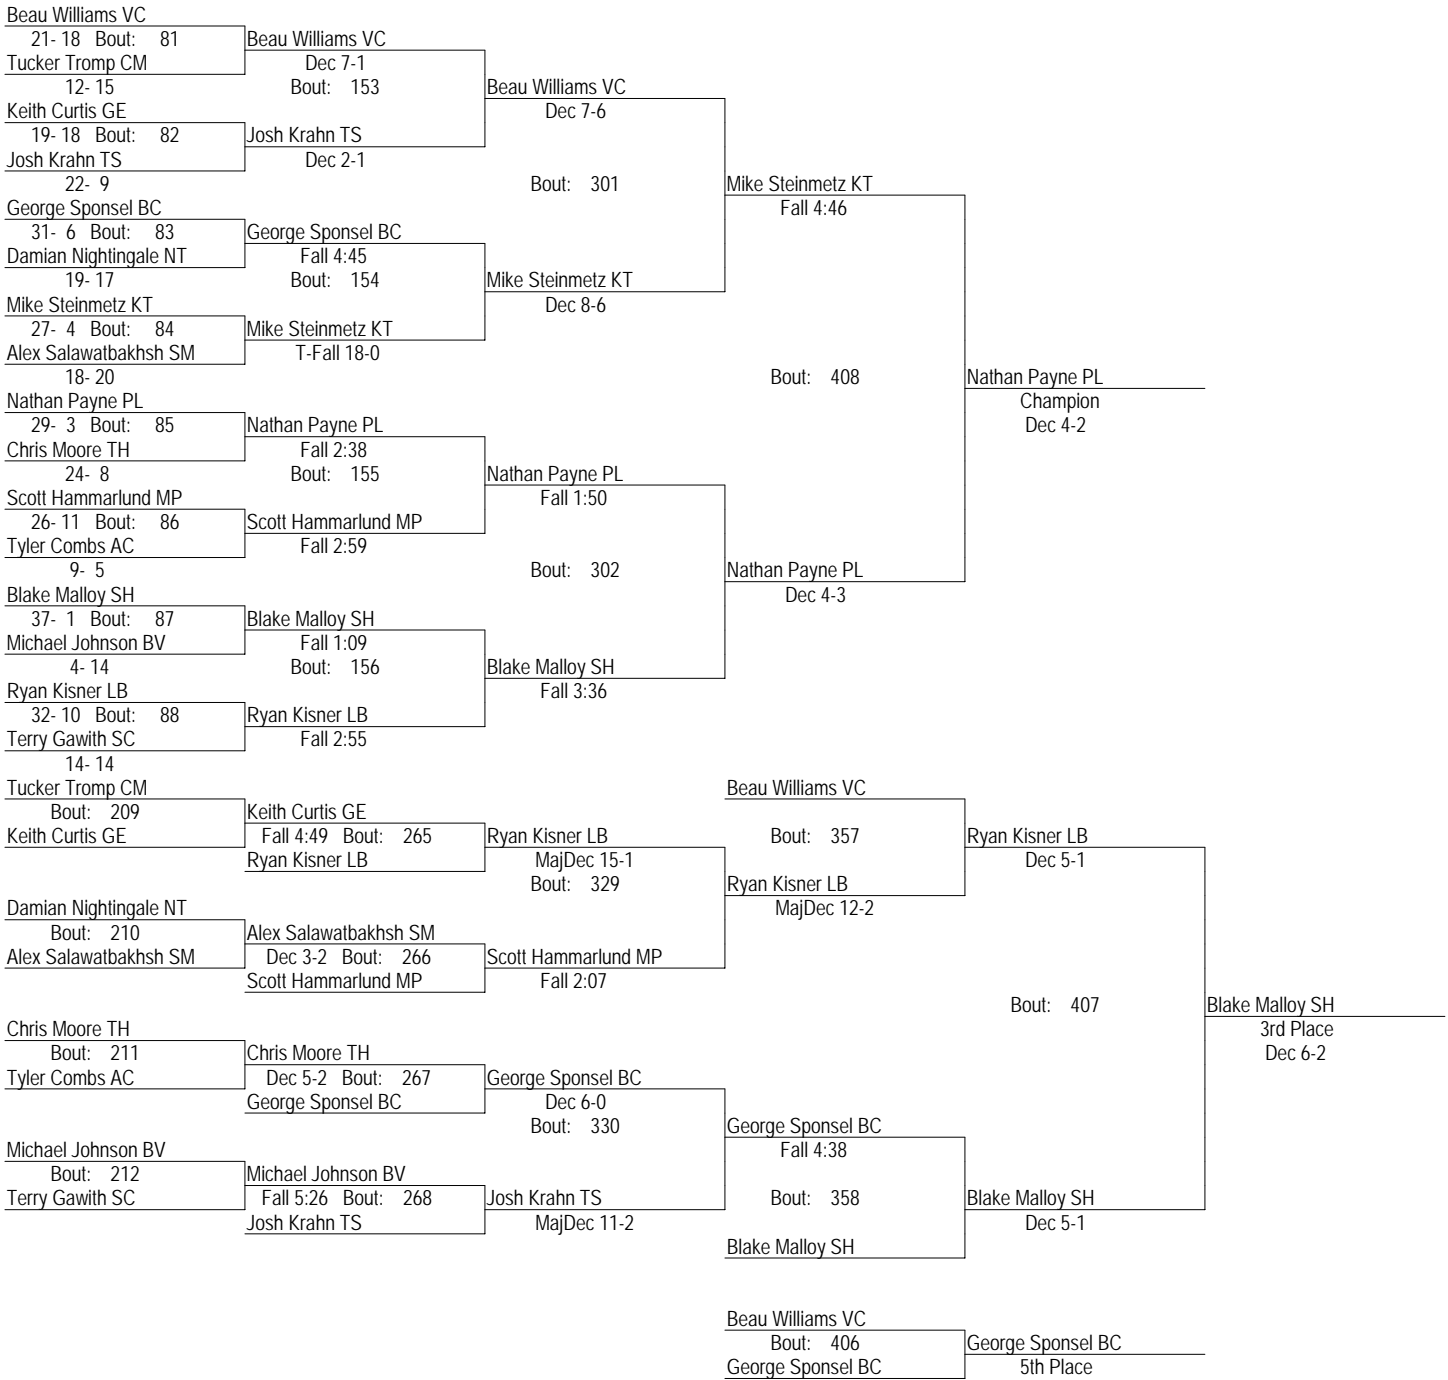 Beau Williams VC
21- 18 Bout: 81 Beau Williams VC
Tucker Tromp CM Dec 7-1
12- 15 Bout: 153 Beau Williams VC
Keith Curtis GE Dec 7-6
19- 18 Bout: 82 Josh Krahn TS
Josh Krahn TS Dec 2-1
22- 9 Bout: 301 Mike Steinmetz KT
George Sponsel BC Fall 4:46
31- 6 Bout: 83 George Sponsel BC
Damian Nightingale NT Fall 4:45
19- 17 Bout: 154 Mike Steinmetz KT
Mike Steinmetz KT Dec 8-6
27- 4 Bout: 84 Mike Steinmetz KT
Alex Salawatbakhsh SM T-Fall 18-0
18- 20 Bout: 408 Nathan Payne PL
Nathan Payne PL Champion
29- 3 Bout: 85 Nathan Payne PL Dec 4-2
Chris Moore TH Fall 2:38
24- 8 Bout: 155 Nathan Payne PL
Scott Hammarlund MP Fall 1:50
26- 11 Bout: 86 Scott Hammarlund MP
Tyler Combs AC Fall 2:59
9- 5 Bout: 302 Nathan Payne PL
Blake Malloy SH Dec 4-3
37- 1 Bout: 87 Blake Malloy SH
Michael Johnson BV Fall 1:09
4- 14 Bout: 156 Blake Malloy SH
Ryan Kisner LB Fall 3:36
32- 10 Bout: 88 Ryan Kisner LB
Terry Gawith SC Fall 2:55
14- 14
Tucker Tromp CM Beau Williams VC
Bout: 209 Keith Curtis GE
Keith Curtis GE Fall 4:49 Bout: 265 Ryan Kisner LB Bout: 357 Ryan Kisner LB
Ryan Kisner LB MajDec 15-1 Dec 5-1
Bout: 329 Ryan Kisner LB
Damian Nightingale NT MajDec 12-2
Bout: 210 Alex Salawatbakhsh SM
Alex Salawatbakhsh SM Dec 3-2 Bout: 266 Scott Hammarlund MP
Scott Hammarlund MP Fall 2:07
Bout: 407 Blake Malloy SH
Chris Moore TH 3rd Place
Bout: 211 Chris Moore TH Dec 6-2
Tyler Combs AC Dec 5-2 Bout: 267 George Sponsel BC
George Sponsel BC Dec 6-0
Bout: 330 George Sponsel BC
Michael Johnson BV Fall 4:38
Bout: 212 Michael Johnson BV
Terry Gawith SC Fall 5:26 Bout: 268 Josh Krahn TS Bout: 358 Blake Malloy SH
Josh Krahn TS MajDec 11-2 Dec 5-1
Blake Malloy SH
Beau Williams VC
Bout: 406 George Sponsel BC
George Sponsel BC 5th Place